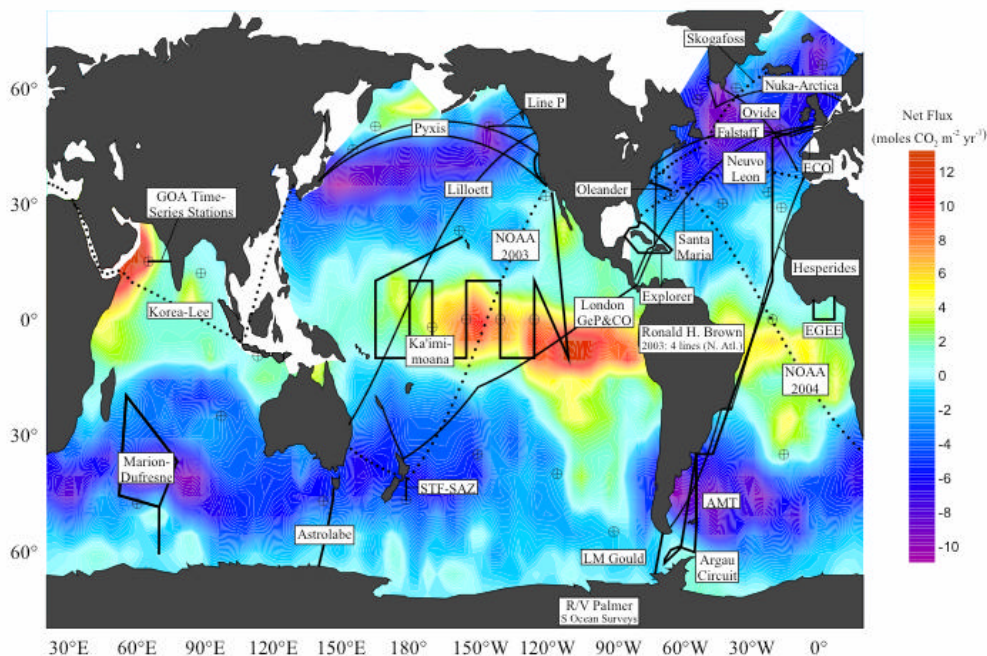 Skogafoss
60°
Nuka-Arctica
Line P
Ovide
Net Flux
(moles CO₂ m⁻² yr⁻¹)
Pyxis
Falstaff
12
Neuvo
Leon
ECO
10
GOA Time-
Series Stations
Lilloett
Oleander
30°
8
NOAA
2003
Santa
Maria
6
Hesperides
4
Korea-Lee
London
GeP&CO
Explorer
2
0°
Ka'imi-
moana
Ronald H. Brown
2003: 4 lines (N. Atl.)
EGEE
0
NOAA
2004
-2
30°
-4
Marion-
Dufresne
-6
STF-SAZ
AMT
-8
Astrolabe
60°
LM Gould
Argau
Circuit
-10
R/V Palmer
S Ocean Surveys
30°E 60°E 90°E 120°E 150°E 180° 150°W 120°W 90°W 60°W 30°W 0°